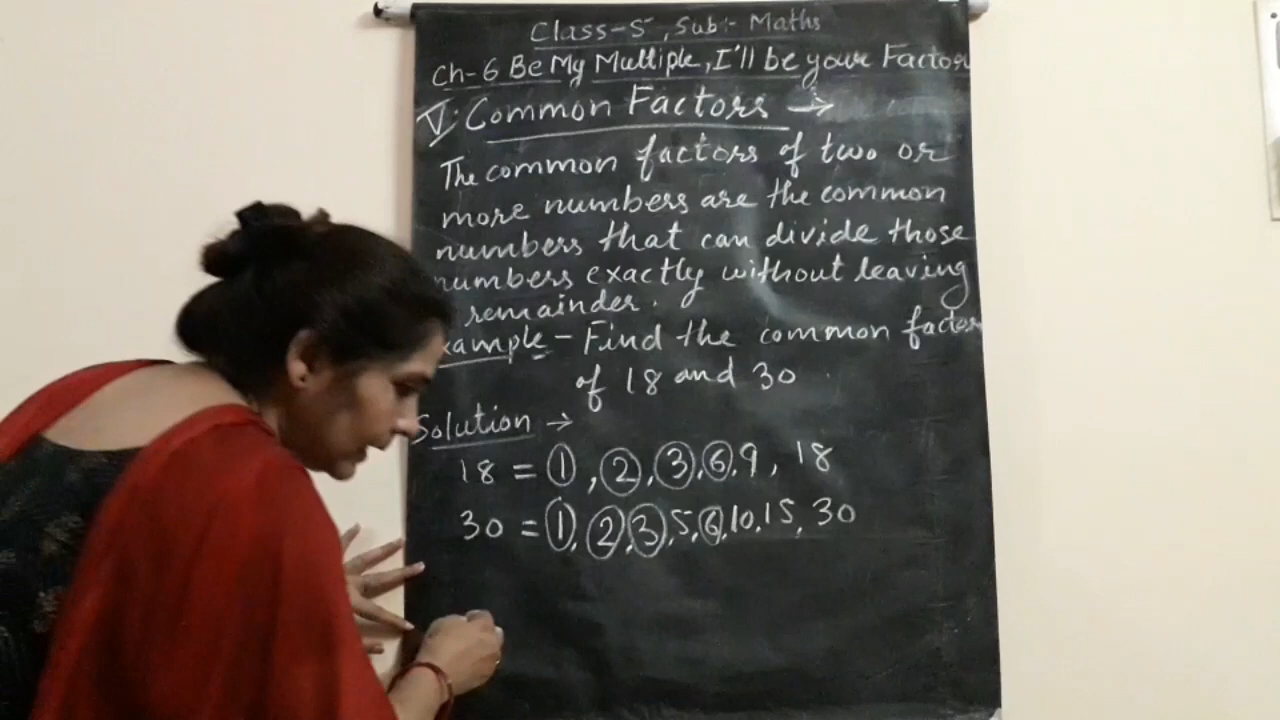 Class-5, Sub:- Maths
Ch-6 Be My Multiple, I'll be your Factor
V. Common Factors →
The common factors of two or
more numbers are the common
numbers that can divide those
numbers exactly without leaving
remainder.
xample - Find the common factor
of 18 and 30.
Solution →
18 = 1, 2, 3, 6, 9, 18
30 = 1, 2, 3, 5, 6, 10, 15, 30